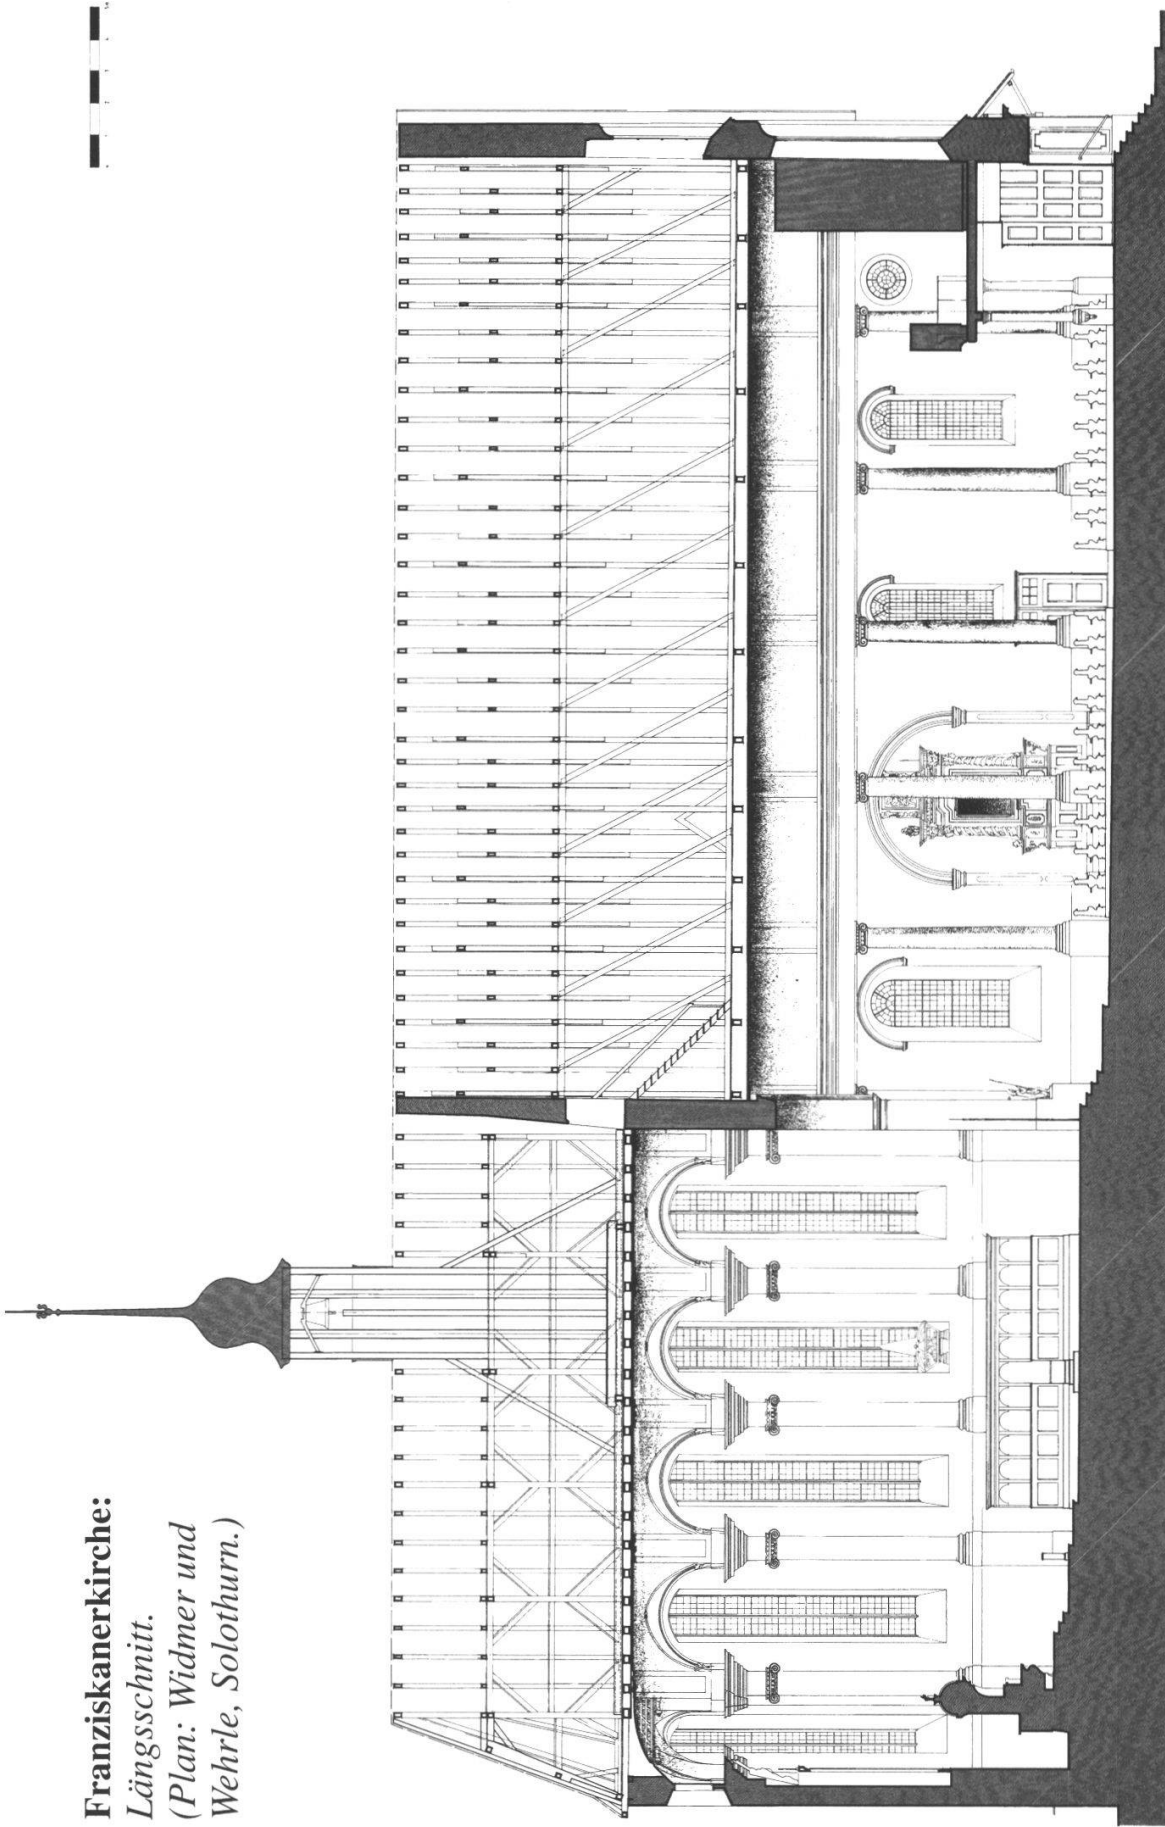 Franziskanerkirche:
Längsschnitt.
(Plan: Widmer und
Wehrle, Solothurn.)